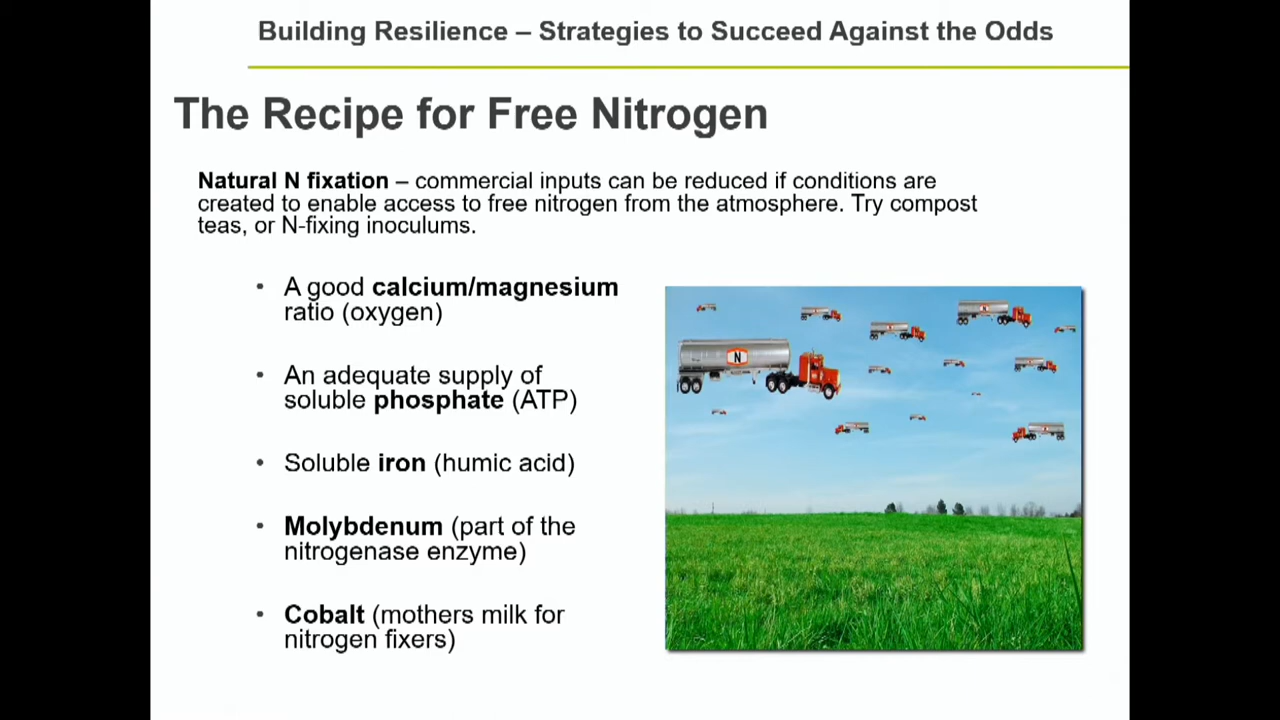 Building Resilience – Strategies to Succeed Against the Odds
The Recipe for Free Nitrogen
Natural N fixation – commercial inputs can be reduced if conditions are
created to enable access to free nitrogen from the atmosphere. Try compost
teas, or N-fixing inoculums.
• A good calcium/magnesium
ratio (oxygen)
• An adequate supply of
soluble phosphate (ATP)
• Soluble iron (humic acid)
• Molybdenum (part of the
nitrogenase enzyme)
• Cobalt (mothers milk for
nitrogen fixers)
N